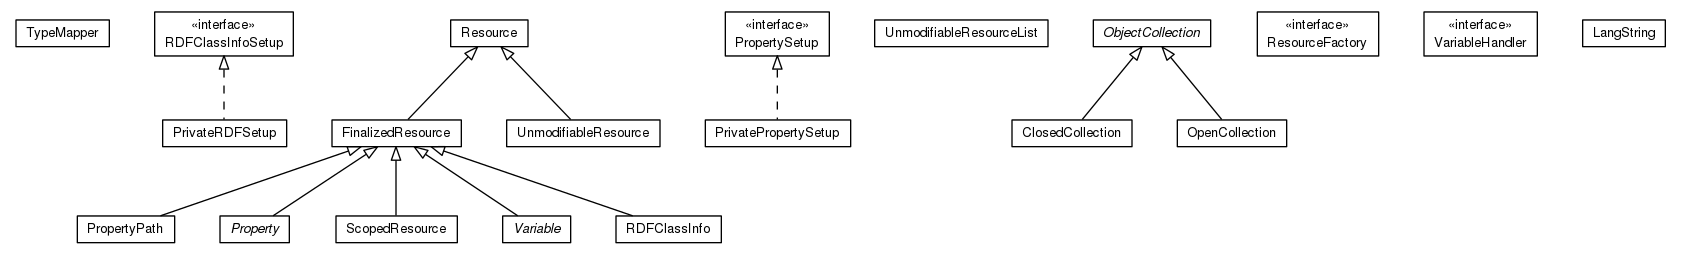 TypeMapper
«interface»
RDFClassInfoSetup
Resource
«interface»
PropertySetup
UnmodifiableResourceList
ObjectCollection
«interface»
ResourceFactory
«interface»
VariableHandler
LangString
PrivateRDFSetup
FinalizedResource
UnmodifiableResource
PrivatePropertySetup
ClosedCollection
OpenCollection
PropertyPath
Property
ScopedResource
Variable
RDFClassInfo